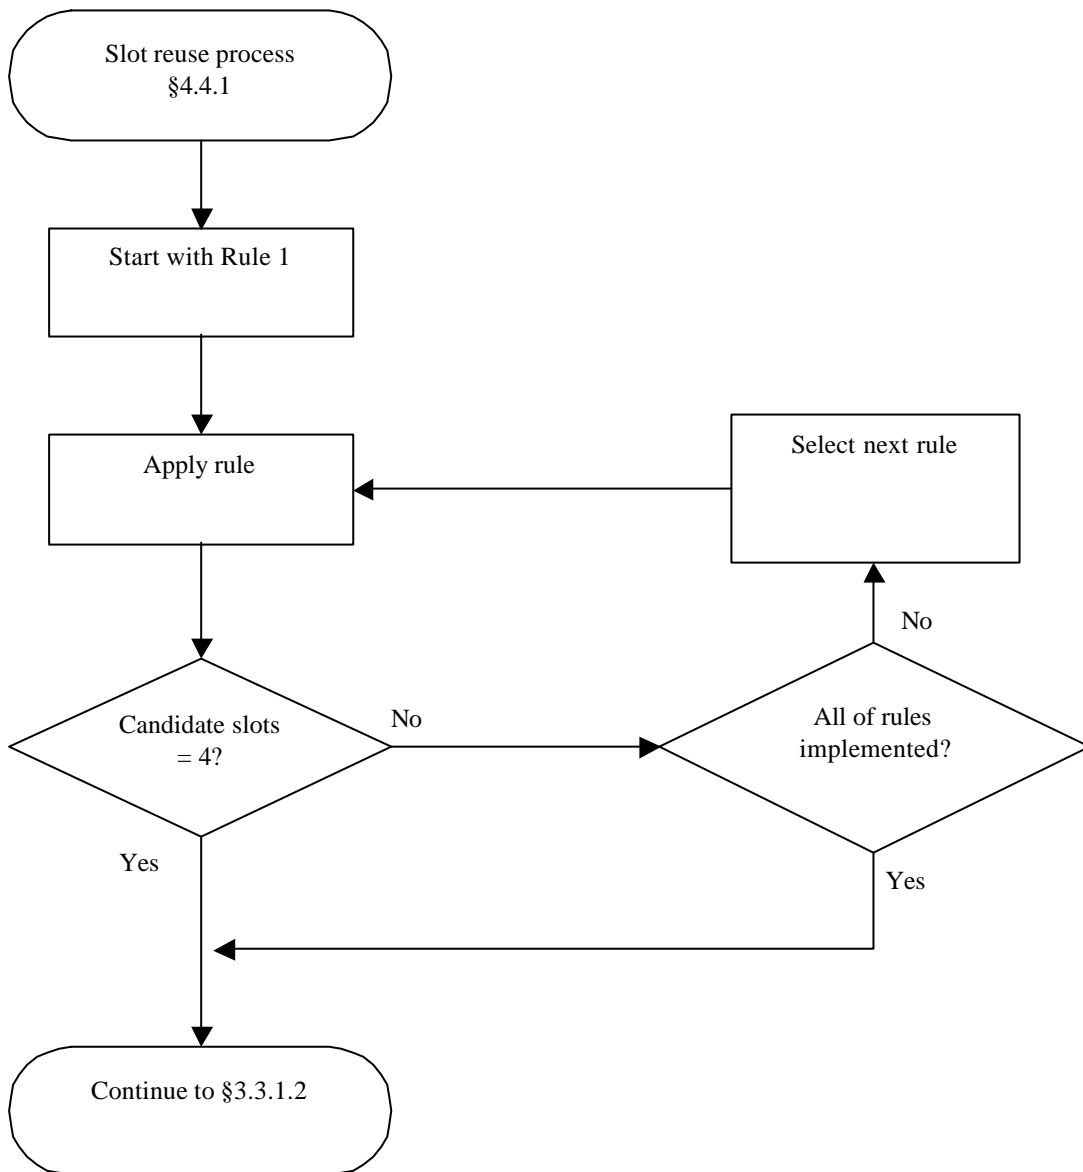 Slot reuse process
§4.4.1
Start with Rule 1
Apply rule
Select next rule
No
Candidate slots
= 4?
No
All of rules
implemented?
Yes
Yes
Continue to §3.3.1.2